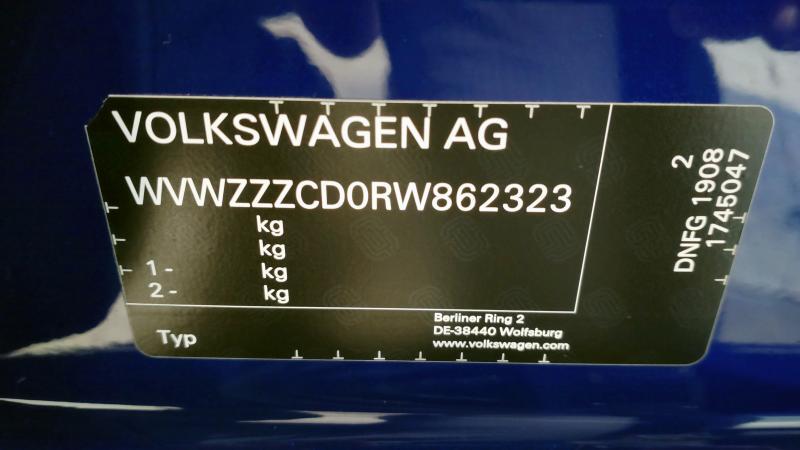 VOLKSWAGEN AG
WVWZZZCD0RW862323
kg
kg
1 - kg
2 - kg
Typ
Berliner Ring 2
DE-38440 Wolfsburg
www.volkswagen.com
2
DNFG 1908
1745047